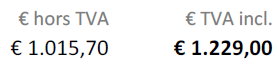 € hors TVA € TVA incl.
€ 1.015,70 € 1.229,00